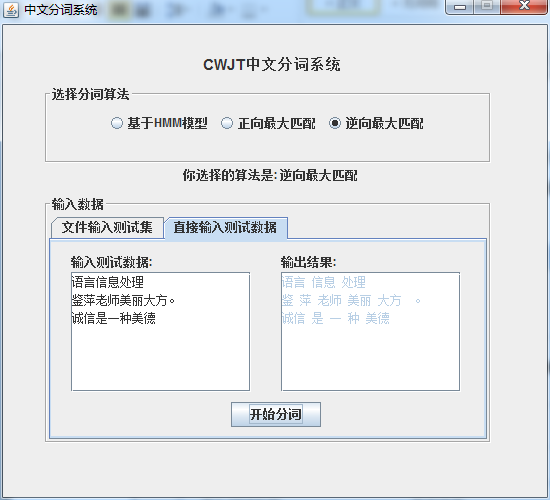 中文分词系统
CWJT中文分词系统
选择分词算法
基于HMM模型 正向最大匹配 逆向最大匹配
你选择的算法是:逆向最大匹配
输入数据
文件输入测试集 直接输入测试数据
输入测试数据: 输出结果:
语言信息处理 语言 信息 处理
鉴萍老师美丽大方。 鉴 萍 老师 美丽 大方 。
诚信是一种美德 诚信 是 一 种 美德
开始分词